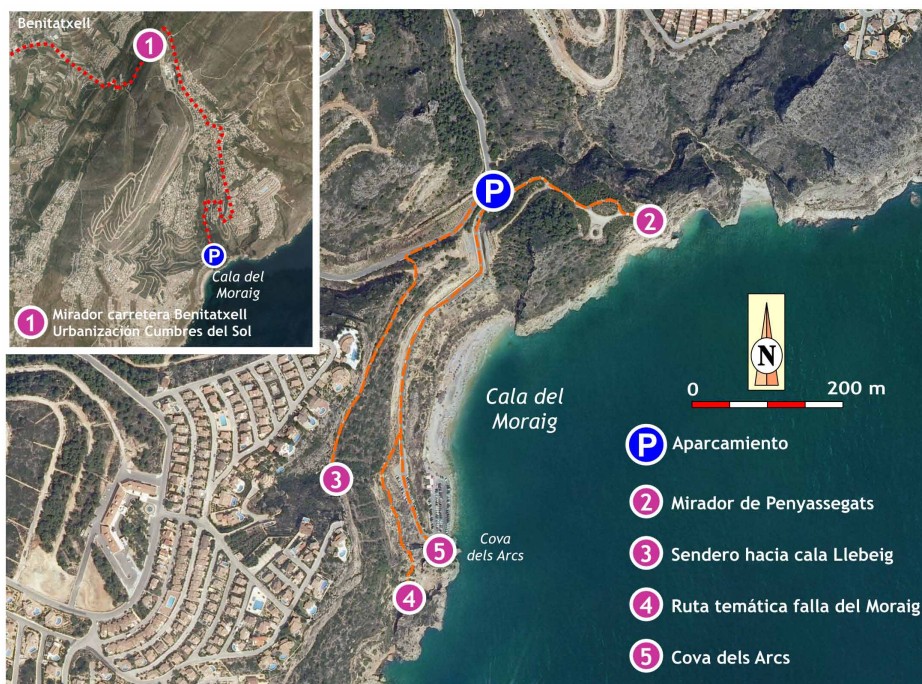 Benitatxell
1
P
Cala del
Moraig
1 Mirador carretera Benitatxell
Urbanización Cumbres del Sol
P
2
3
4
5
Cala del
Moraig
Cova
dels Arcs
N
0 200 m
P Aparcamiento
2 Mirador de Penyassegats
3 Sendero hacia cala Llebeig
4 Ruta temática falla del Moraig
5 Cova dels Arcs